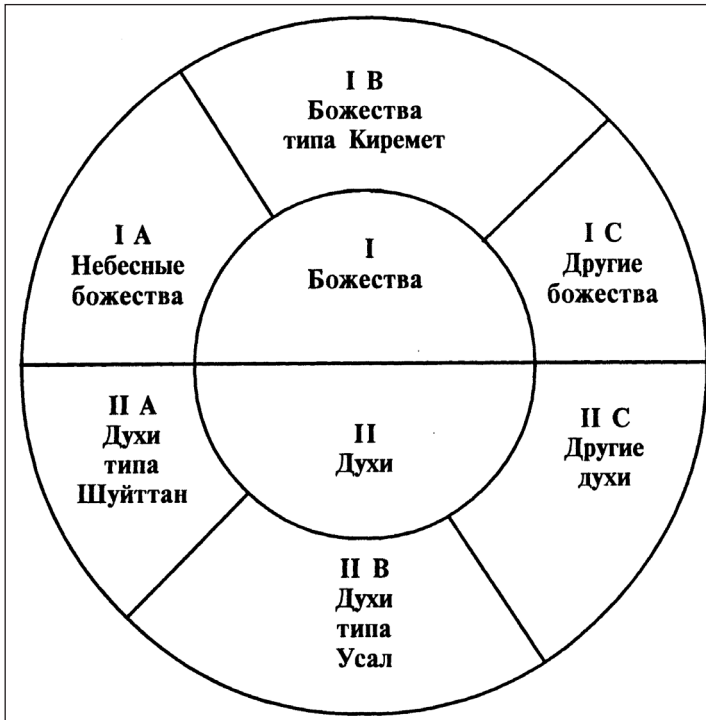 I B
Божества
типа Киремет
I A
Небесные
божества
I
Божества
I C
Другие
божества
II A
Духи
типа
Шуйттан
II
Духи
II C
Другие
духи
II B
Духи
типа
Усал